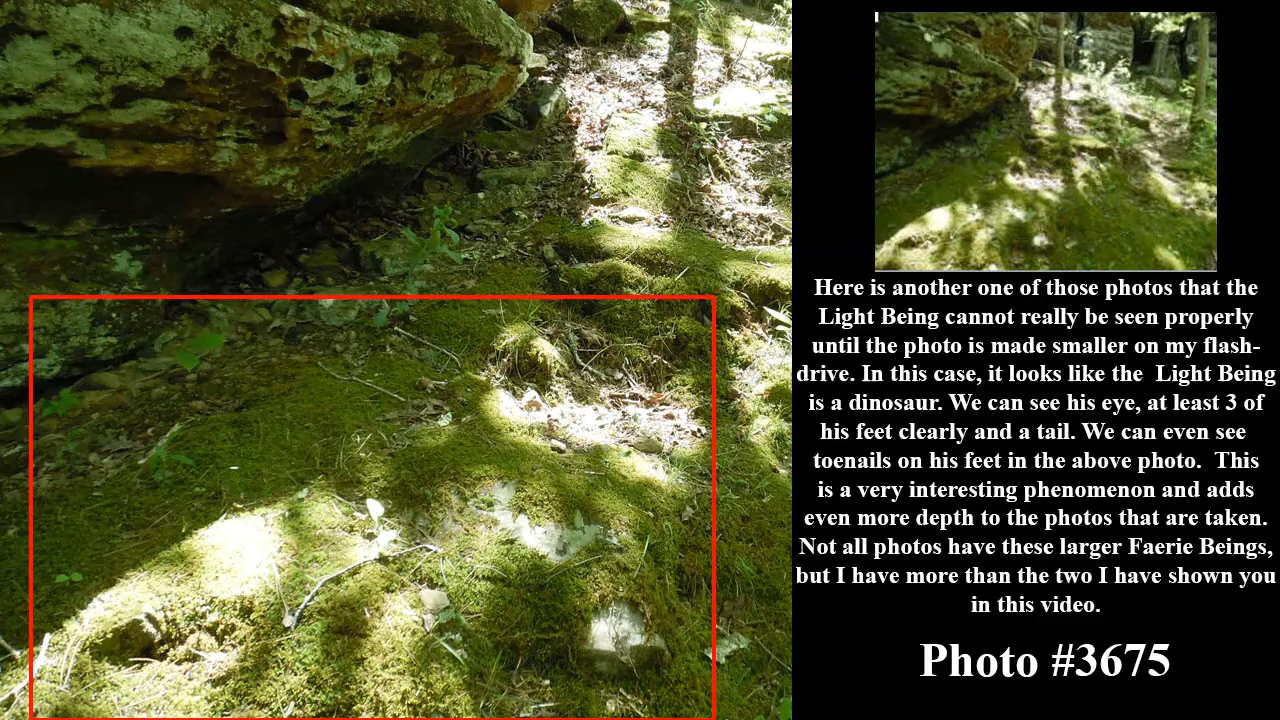 Here is another one of those photos that the
Light Being cannot really be seen properly
until the photo is made smaller on my flash-
drive. In this case, it looks like the Light Being
is a dinosaur. We can see his eye, at least 3 of
his feet clearly and a tail. We can even see
toenails on his feet in the above photo. This
is a very interesting phenomenon and adds
even more depth to the photos that are taken.
Not all photos have these larger Faerie Beings,
but I have more than the two I have shown you
in this video.
Photo #3675